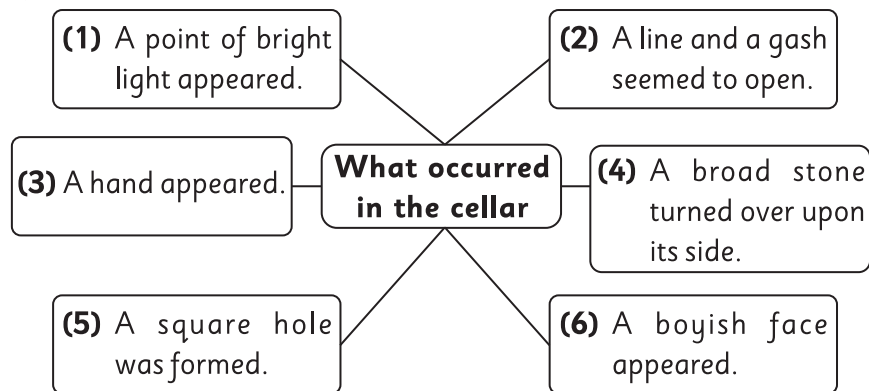 (1) A point of bright
light appeared.
(2) A line and a gash
seemed to open.
(3) A hand appeared.
What occurred
in the cellar
(4) A broad stone
turned over upon
its side.
(5) A square hole
was formed.
(6) A boyish face
appeared.